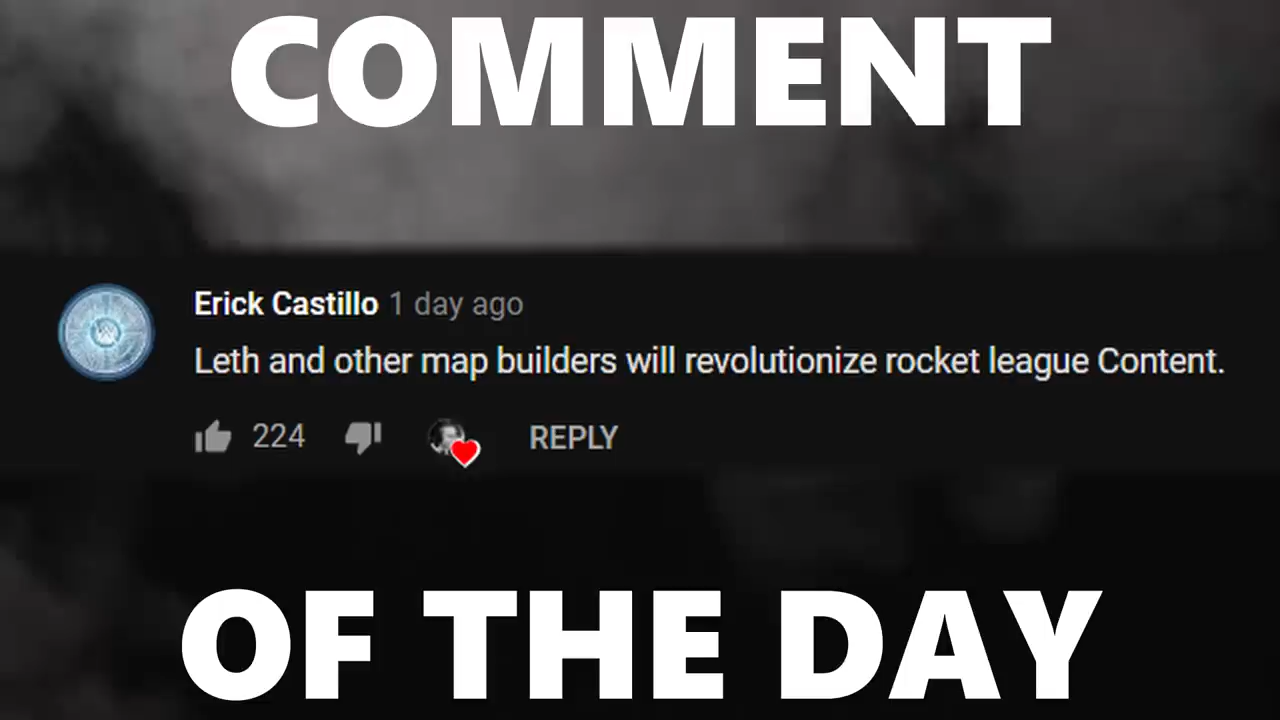 COMMENT
Erick Castillo 1 day ago
Leth and other map builders will revolutionize rocket league Content.
224 REPLY
OF THE DAY